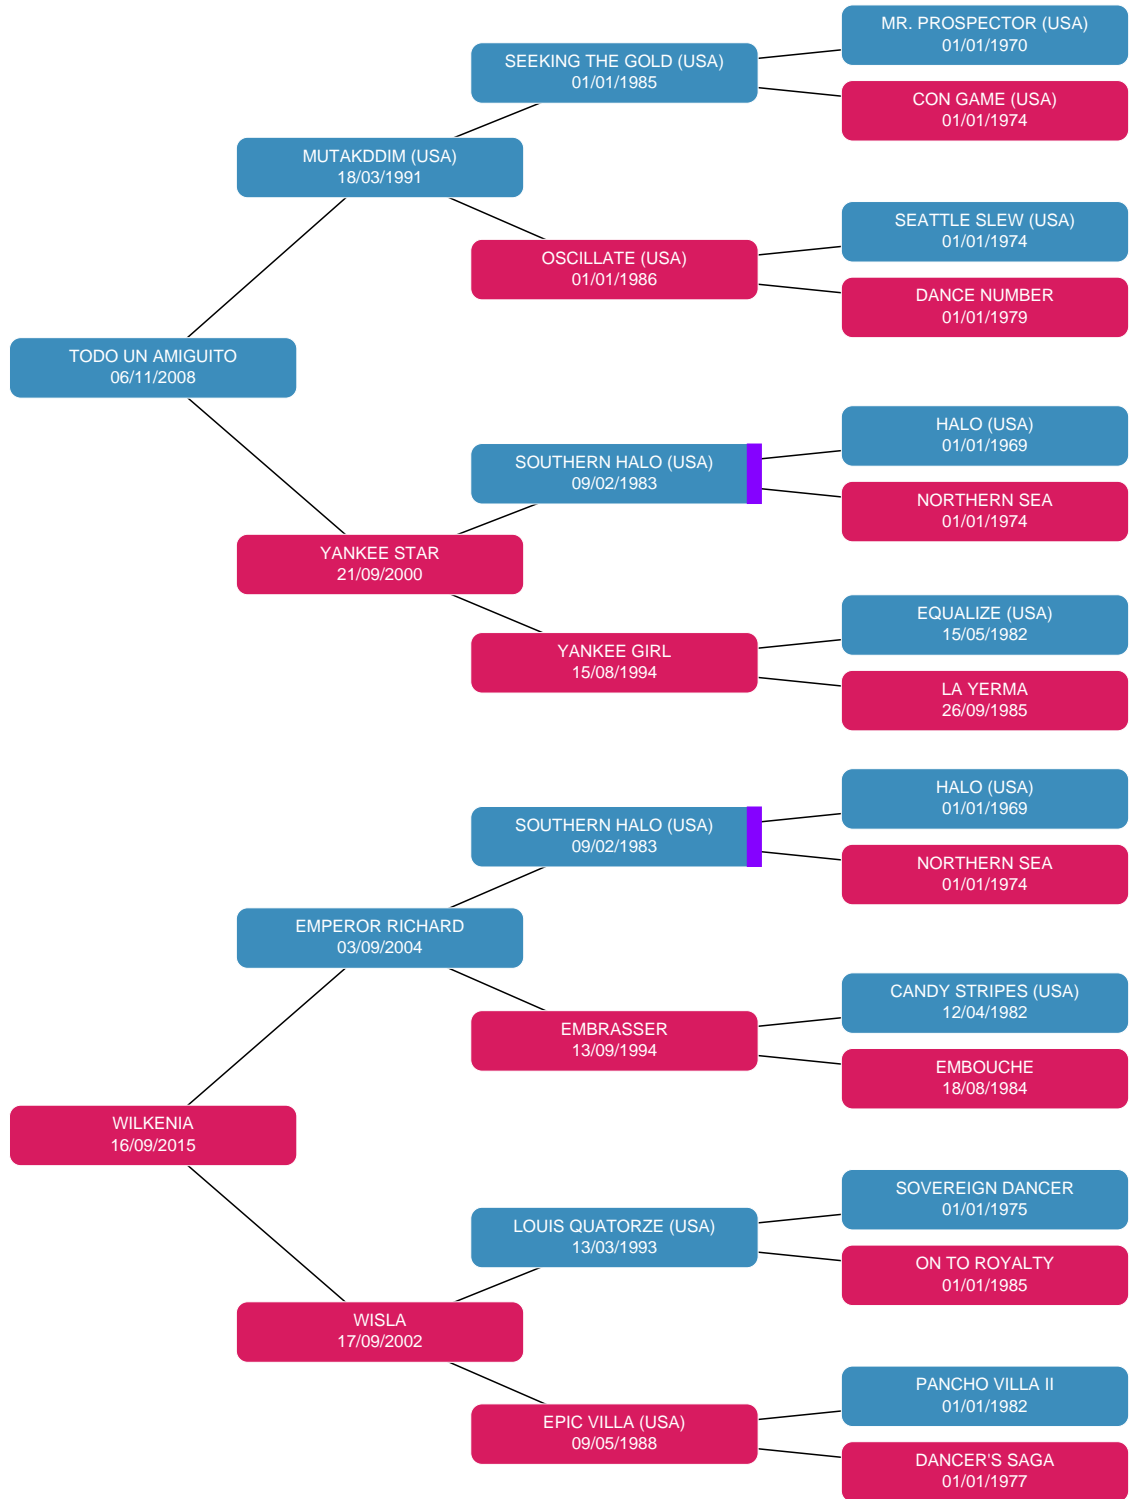 MR. PROSPECTOR (USA)
01/01/1970
SEEKING THE GOLD (USA)
01/01/1985
CON GAME (USA)
01/01/1974
MUTAKDDIM (USA)
18/03/1991
SEATTLE SLEW (USA)
01/01/1974
OSCILLATE (USA)
01/01/1986
DANCE NUMBER
01/01/1979
TODO UN AMIGUITO
06/11/2008
HALO (USA)
01/01/1969
SOUTHERN HALO (USA)
09/02/1983
NORTHERN SEA
01/01/1974
YANKEE STAR
21/09/2000
EQUALIZE (USA)
15/05/1982
YANKEE GIRL
15/08/1994
LA YERMA
26/09/1985
HALO (USA)
01/01/1969
SOUTHERN HALO (USA)
09/02/1983
NORTHERN SEA
01/01/1974
EMPEROR RICHARD
03/09/2004
CANDY STRIPES (USA)
12/04/1982
EMBRASSER
13/09/1994
EMBOUCHE
18/08/1984
WILKENIA
16/09/2015
SOVEREIGN DANCER
01/01/1975
LOUIS QUATORZE (USA)
13/03/1993
ON TO ROYALTY
01/01/1985
WISLA
17/09/2002
PANCHO VILLA II
01/01/1982
EPIC VILLA (USA)
09/05/1988
DANCER'S SAGA
01/01/1977